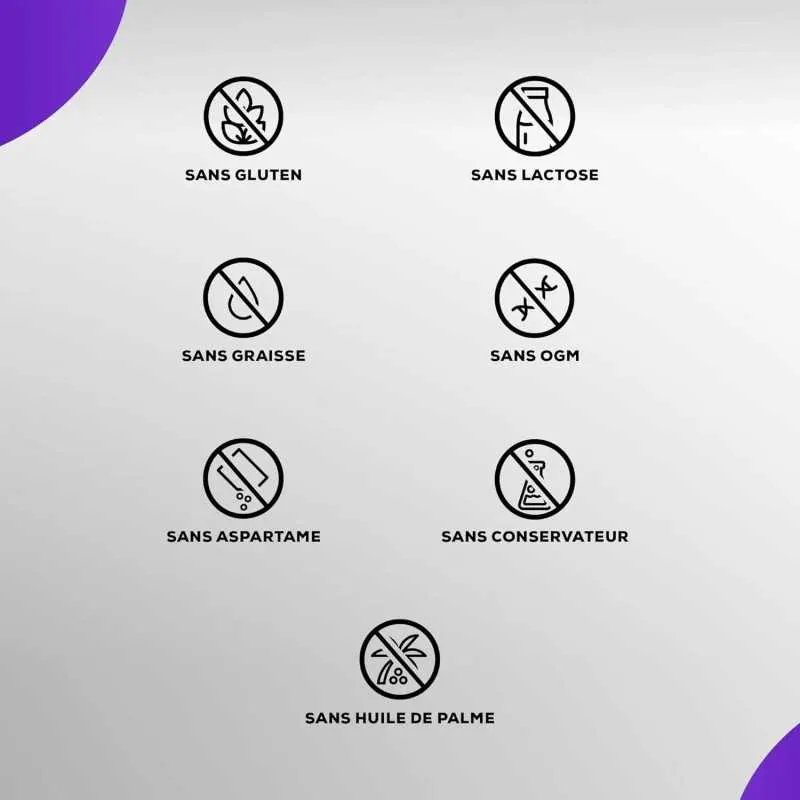 SANS GLUTEN
SANS LACTOSE
SANS GRAISSE
SANS OGM
SANS ASPARTAME
SANS CONSERVATEUR
SANS HUILE DE PALME